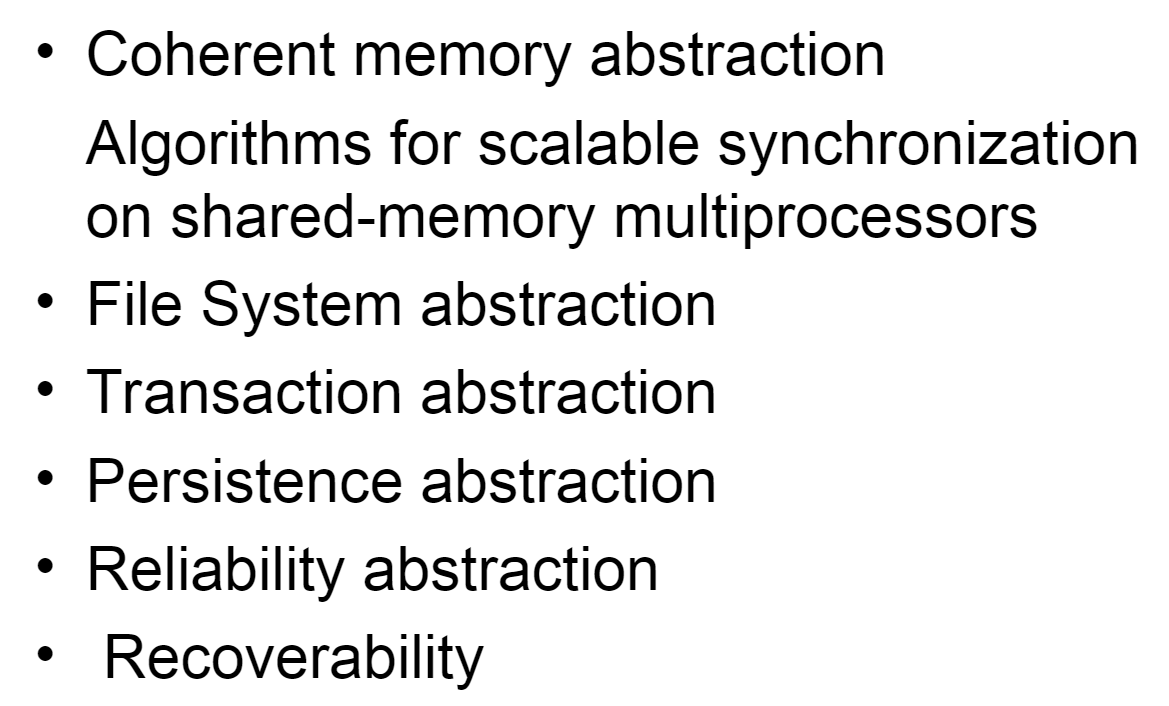 • Coherent memory abstraction
Algorithms for scalable synchronization
on shared-memory multiprocessors
• File System abstraction
• Transaction abstraction
• Persistence abstraction
• Reliability abstraction
• Recoverability